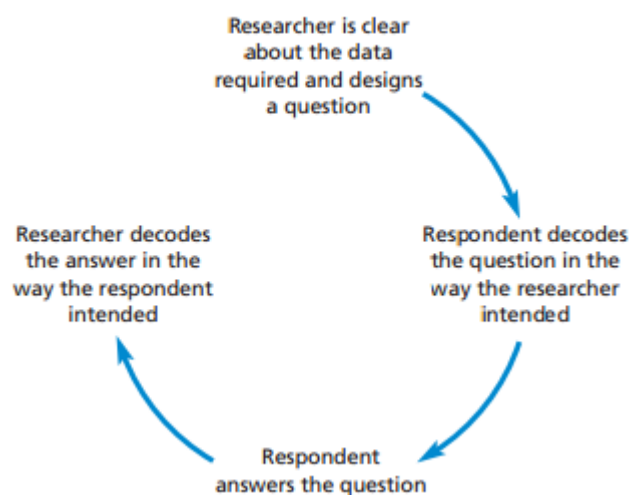 Researcher is clear
about the data
required and designs
a question
Respondent decodes
the question in the
way the researcher
intended
Respondent
answers the question
Researcher decodes
the answer in the
way the respondent
intended